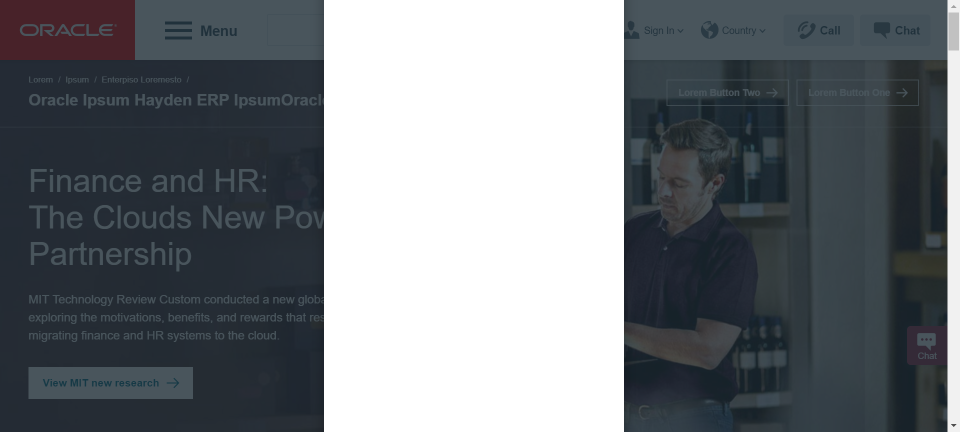 ORACLE
Menu
Sign In
Country
Call
Chat
Lorem / Ipsum / Enterpiso Loremesto /
Oracle Ipsum Hayden ERP IpsumOracle
Lorem Button Two
Lorem Button One
Finance and HR:
The Clouds New Pow
Partnership
MIT Technology Review Custom conducted a new globa
exploring the motivations, benefits, and rewards that res
migrating finance and HR systems to the cloud.
View MIT new research
Chat